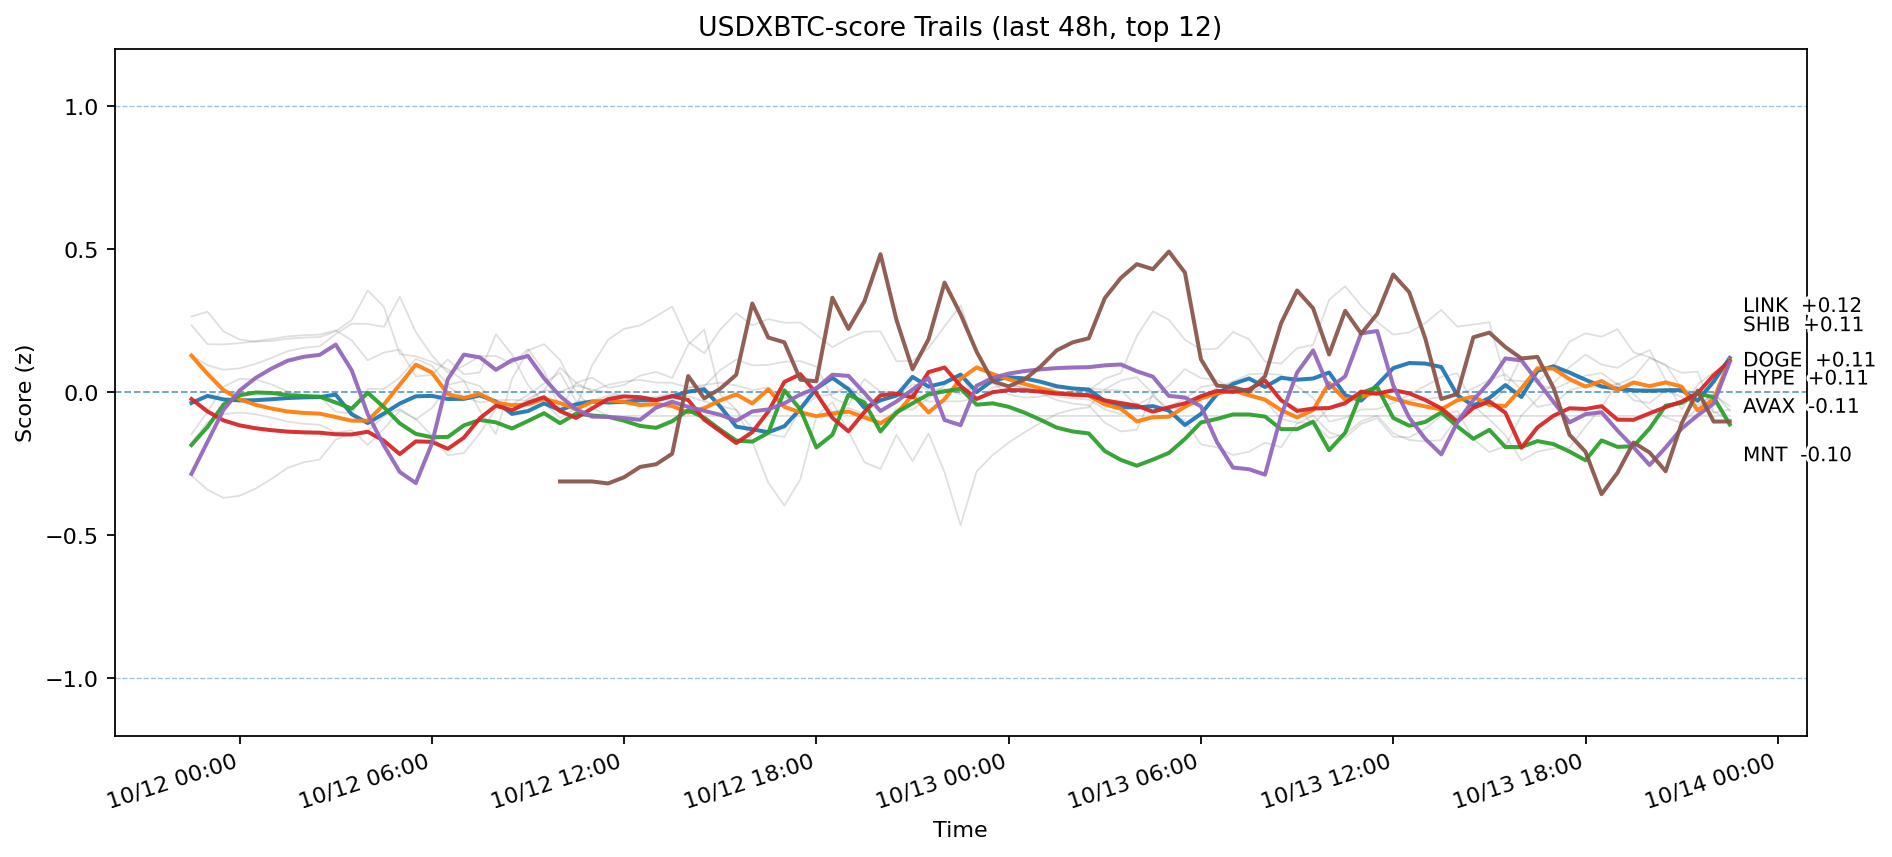 USDXBTC-score Trails (last 48h, top 12)
Score (z)
1.0
0.5
0.0
−0.5
−1.0
LINK +0.12
SHIB +0.11
DOGE +0.11
HYPE +0.11
AVAX -0.11
MNT -0.10
10/12 00:00
10/12 06:00
10/12 12:00
10/12 18:00
10/13 00:00
10/13 06:00
10/13 12:00
10/13 18:00
10/14 00:00
Time